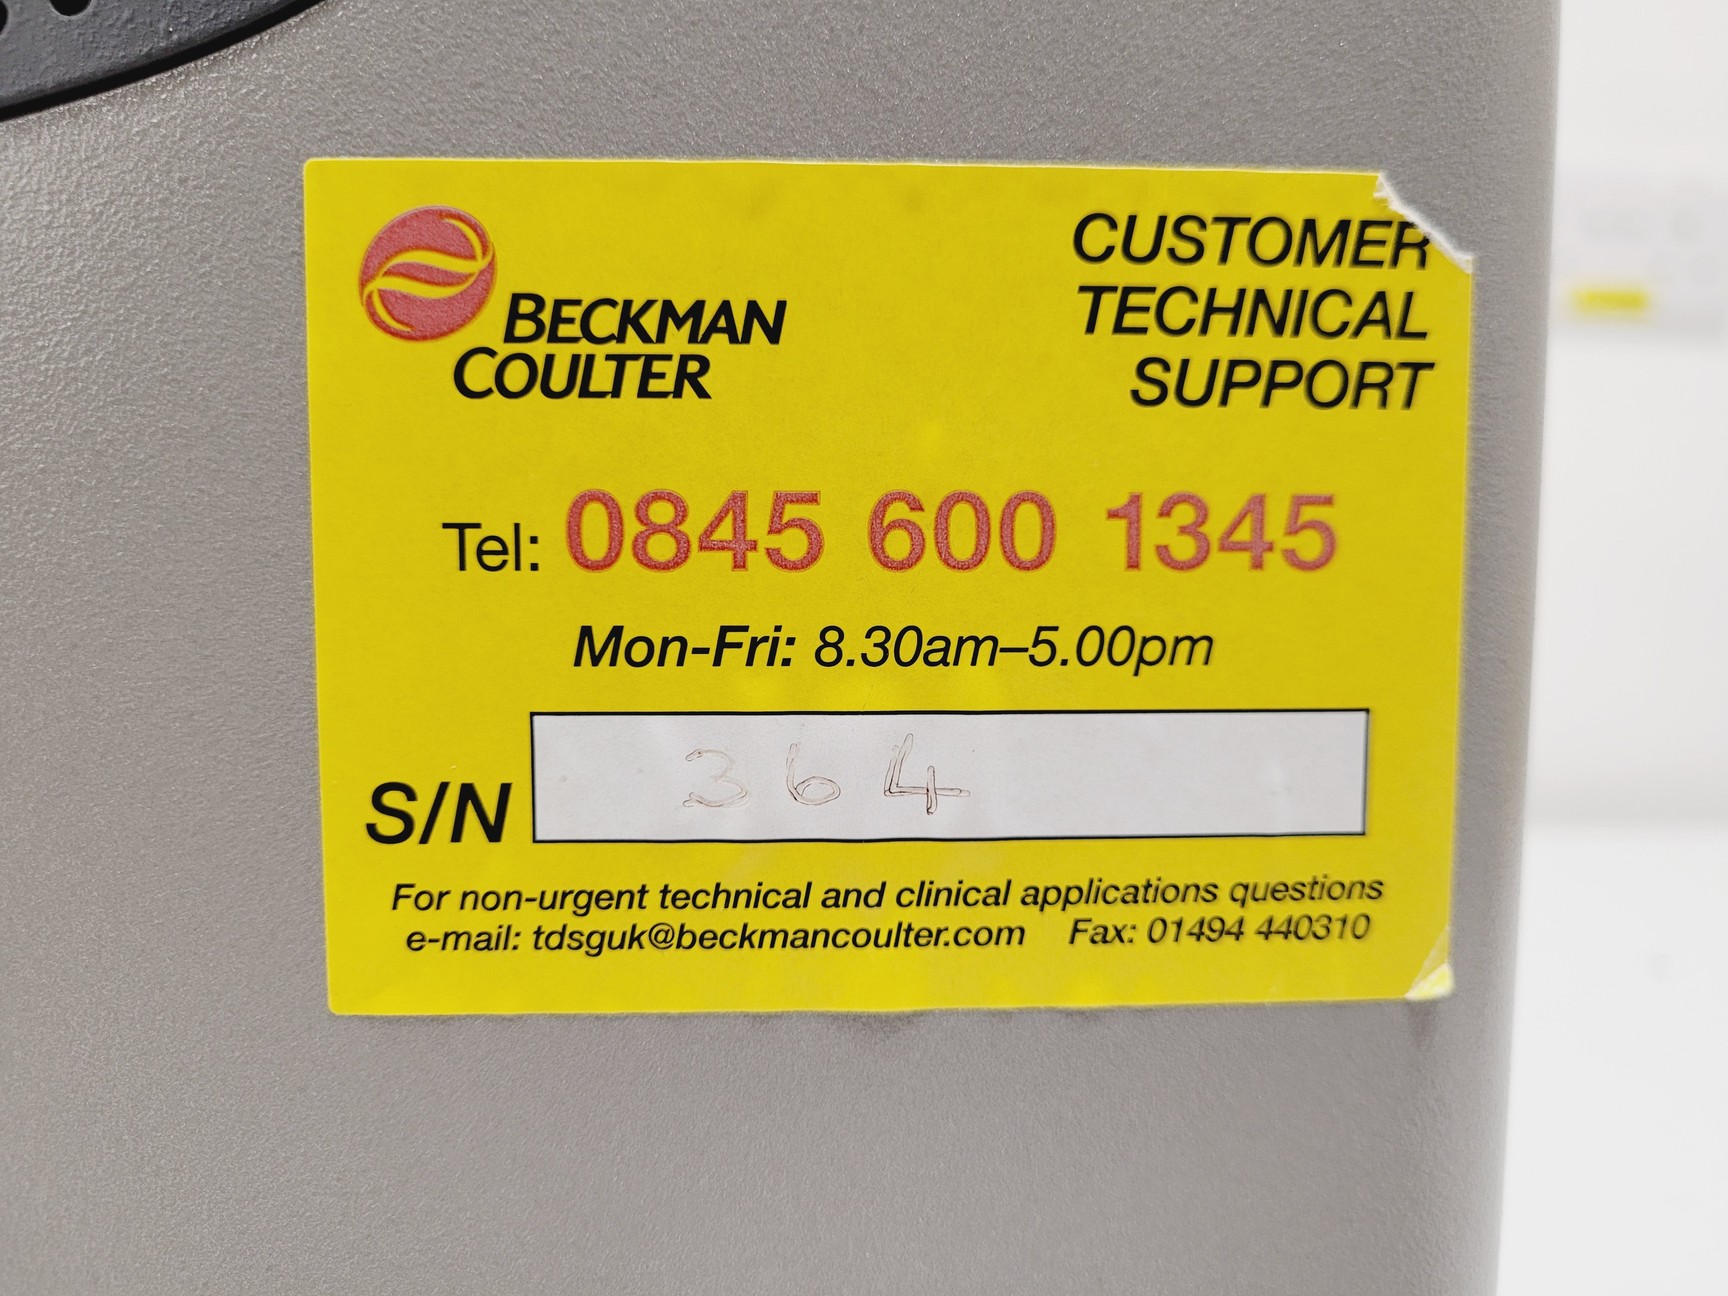 BECKMAN
COULTER
CUSTOMER
TECHNICAL
SUPPORT
Tel: 0845 600 1345
Mon-Fri: 8.30am–5.00pm
S/N 364
For non-urgent technical and clinical applications questions
e-mail: tdsguk@beckmancoulter.com Fax: 01494 440310